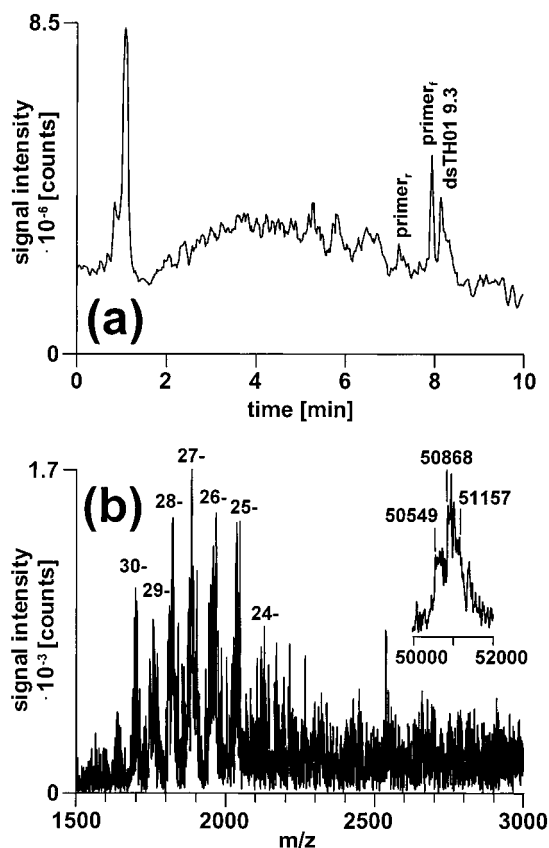 8.5
signal intensity
· 10⁻⁶ [counts]
primerᵣ
primer_f
dsTH01 9.3
(a)
0
0 2 4 6 8 10
time [min]
1.7
signal intensity
· 10⁻³ [counts]
(b)
30-
29-
28-
27-
26-
25-
24-
50868
51157
50549
50000 52000
0
1500 2000 2500 3000
m/z